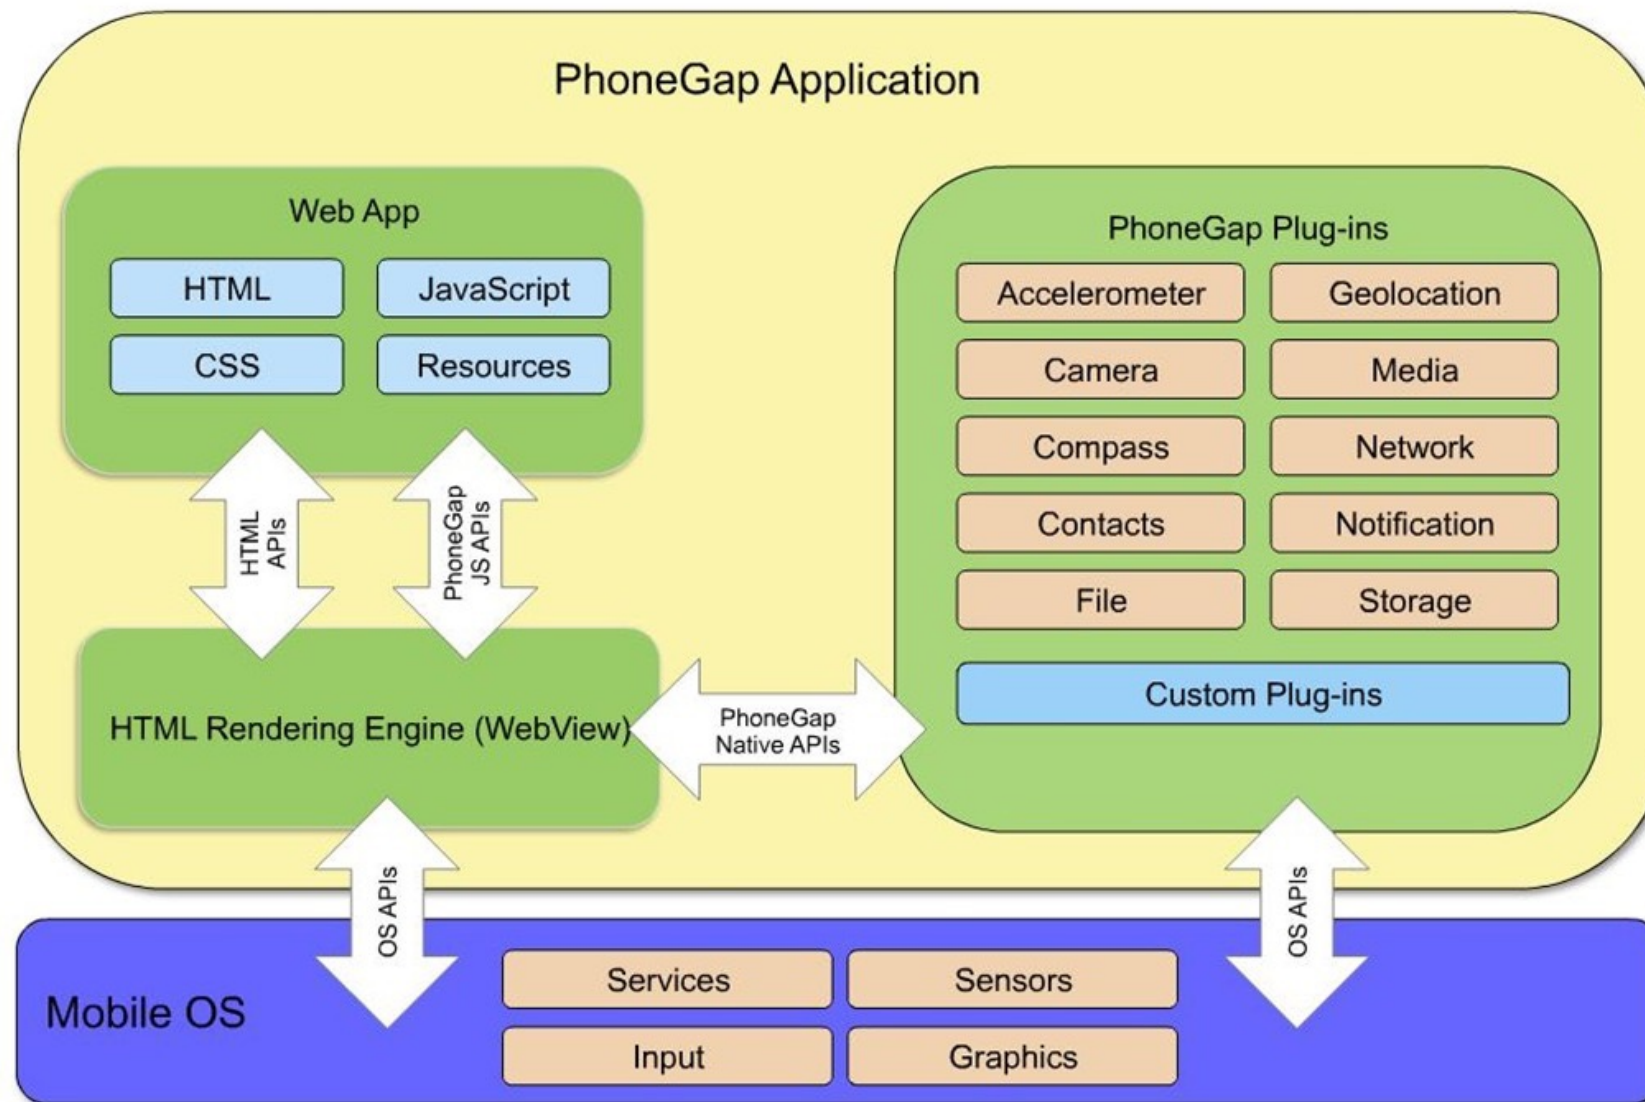 PhoneGap Application
Web App
HTML
JavaScript
CSS
Resources
HTML
APIs
PhoneGap
JS APIs
HTML Rendering Engine (WebView)
PhoneGap
Native APIs
PhoneGap Plug-ins
Accelerometer
Geolocation
Camera
Media
Compass
Network
Contacts
Notification
File
Storage
Custom Plug-ins
OS APIs
OS APIs
Mobile OS
Services
Sensors
Input
Graphics